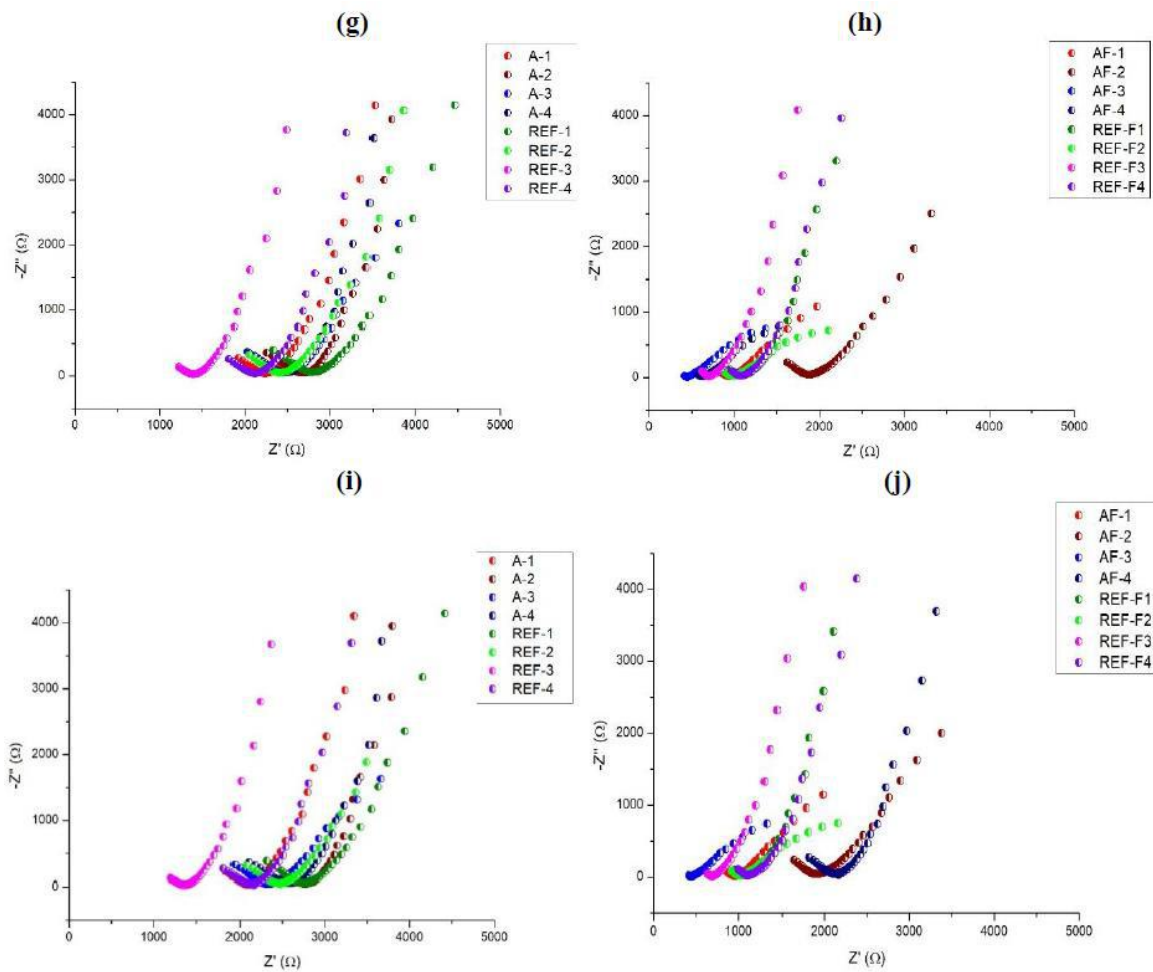 (g)
A-1
A-2
A-3
A-4
REF-1
REF-2
REF-3
REF-4
4000
3000
2000
1000
0
-Z'' (Ω)
0 1000 2000 3000 4000 5000
Z' (Ω)
(h)
AF-1
AF-2
AF-3
AF-4
REF-F1
REF-F2
REF-F3
REF-F4
4000
3000
2000
1000
0
-Z'' (Ω)
0 1000 2000 3000 4000 5000
Z' (Ω)
(i)
A-1
A-2
A-3
A-4
REF-1
REF-2
REF-3
REF-4
4000
3000
2000
1000
0
-Z'' (Ω)
0 1000 2000 3000 4000 5000
Z' (Ω)
(j)
AF-1
AF-2
AF-3
AF-4
REF-F1
REF-F2
REF-F3
REF-F4
4000
3000
2000
1000
0
-Z'' (Ω)
0 1000 2000 3000 4000 5000
Z' (Ω)